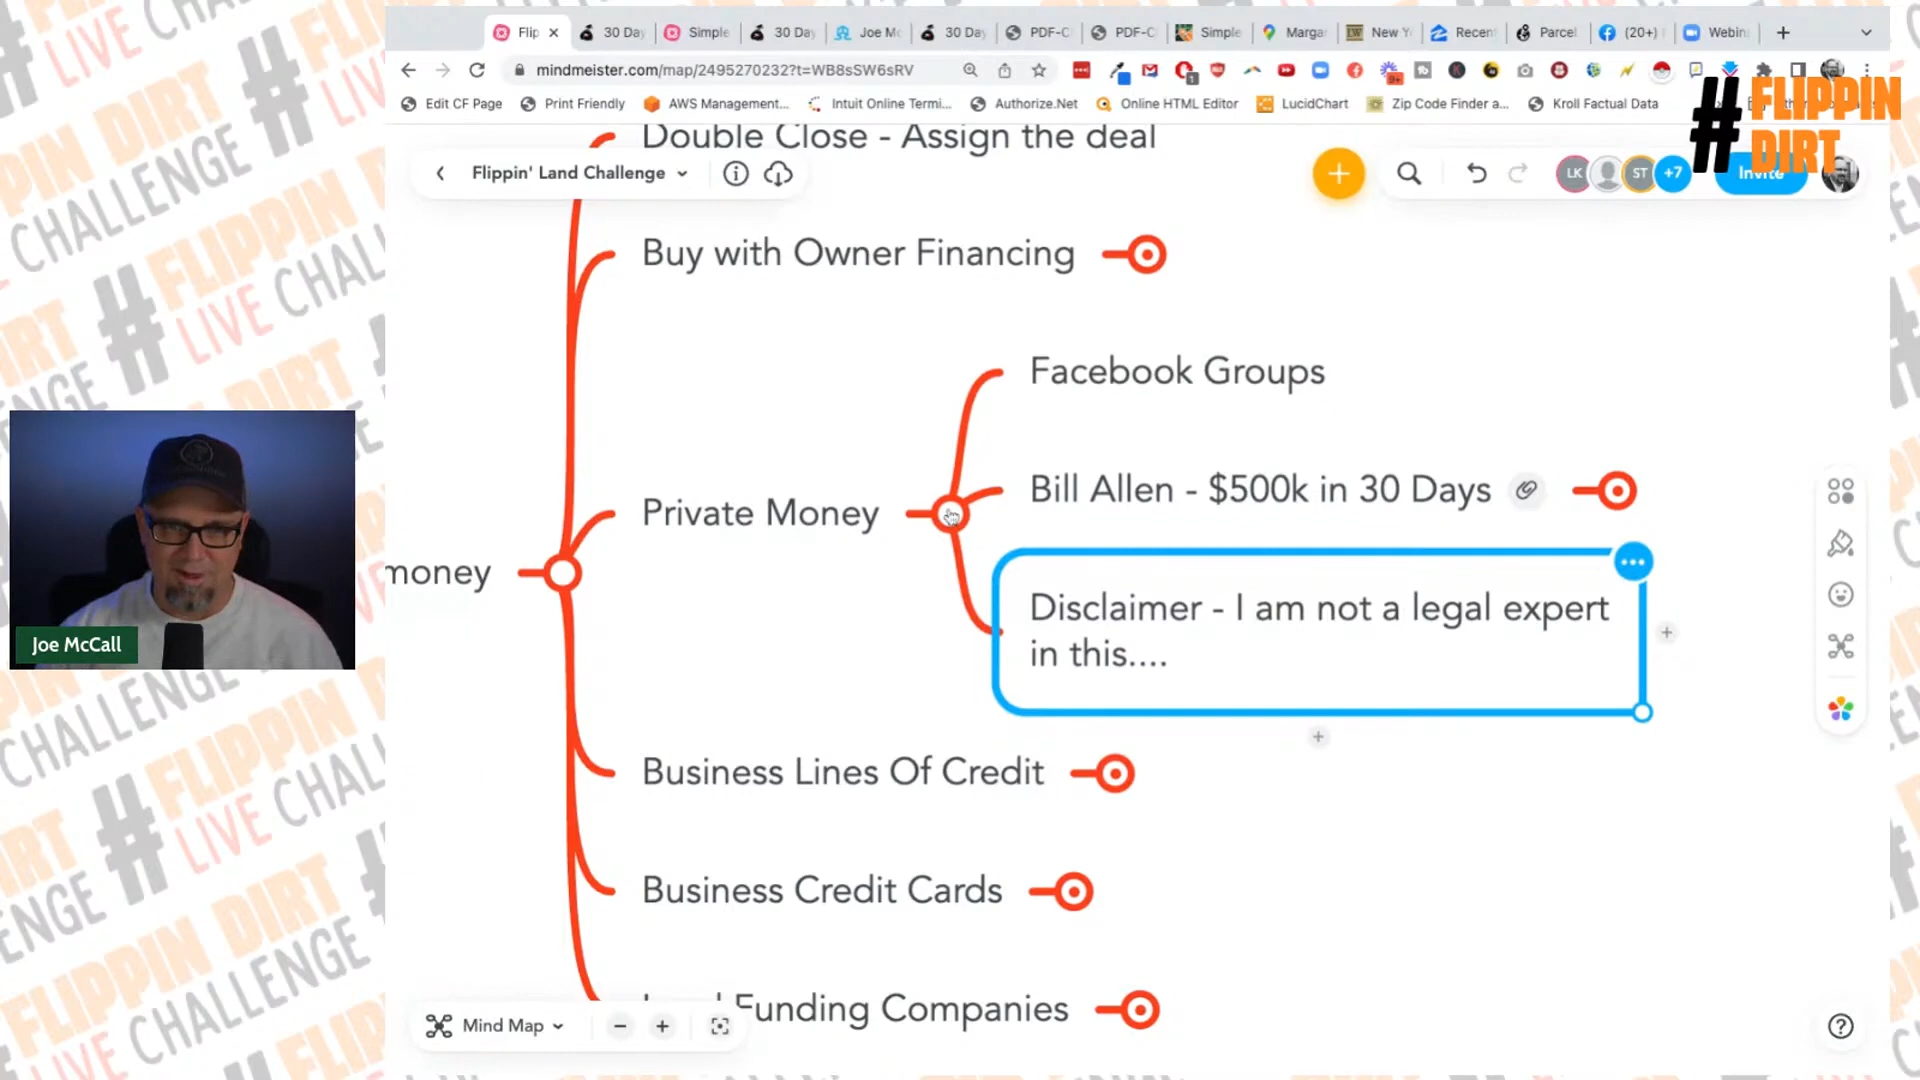 Flip
30 Day
Simple
30 Day
Joe Mc
30 Day
PDF-C
PDF-C
Simple
Marga
New Y
Recen
Parcel
(20+)
Webin
mindmeister.com/map/2495270232?t=WB8sSW6sRV
Edit CF Page
Print Friendly
AWS Management...
Intuit Online Termi...
Authorize.Net
Online HTML Editor
LucidChart
Zip Code Finder a...
Kroll Factual Data
#FLIPPIN
DIRT
Double Close - Assign the deal
Flippin' Land Challenge
LK
ST
+7
Invite
Buy with Owner Financing
Facebook Groups
Bill Allen - $500k in 30 Days
Private Money
money
Disclaimer - I am not a legal expert
in this....
Joe McCall
Business Lines Of Credit
Business Credit Cards
Funding Companies
Mind Map
#FLIPPIN DIRT
LIVE CHALLENGE